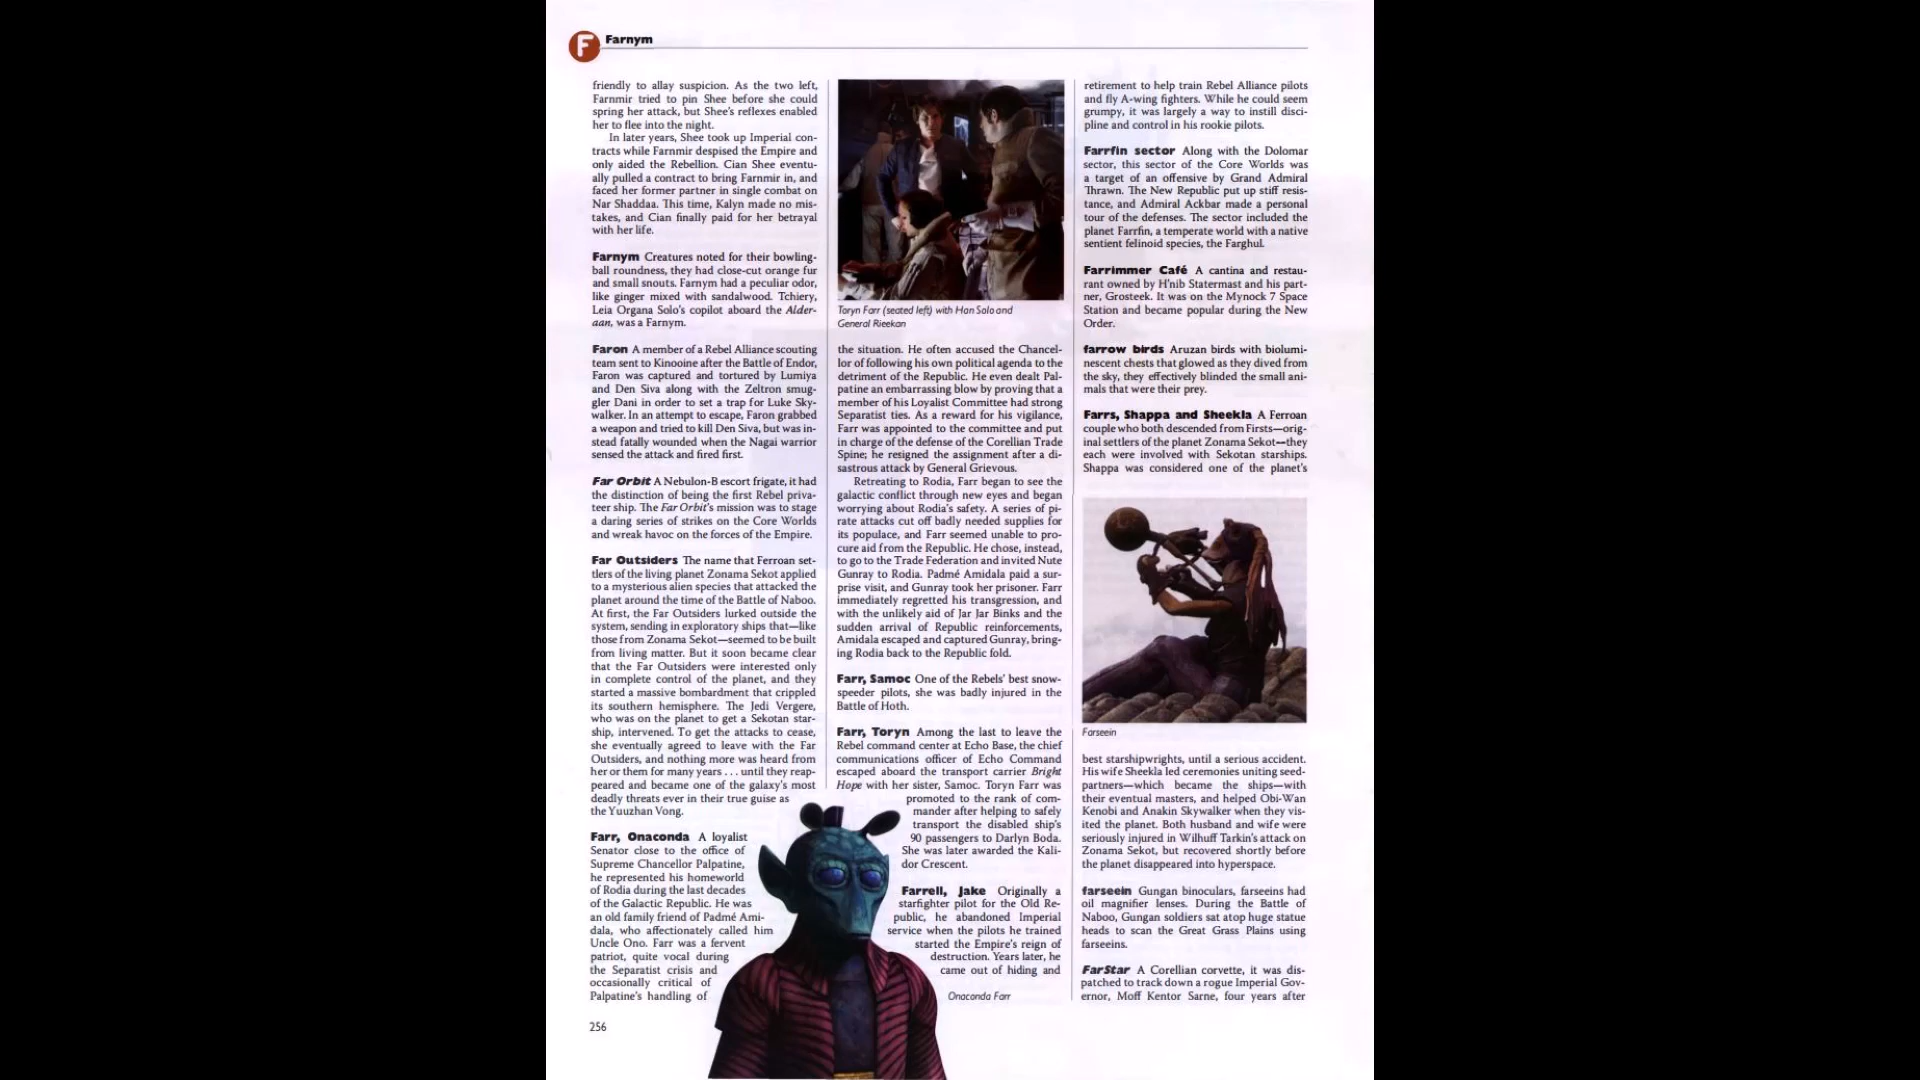 F Farnym
friendly to allay suspicion. As the two left,
Farnmir tried to pin Shee before she could
spring her attack, but Shee's reflexes enabled
her to flee into the night.
In later years, Shee took up Imperial con-
tracts while Farnmir despised the Empire and
only aided the Rebellion. Cian Shee eventu-
ally pulled a contract to bring Farnmir in, and
faced her former partner in single combat on
Nar Shaddaa. This time, Kalyn made no mis-
takes, and Cian finally paid for her betrayal
with her life.
Farnym Creatures noted for their bowling-
ball roundness, they had close-cut orange fur
and small snouts. Farnym had a peculiar odor,
like ginger mixed with sandalwood. Tchiery,
Leia Organa Solo's copilot aboard the Alder-
aan, was a Farnym.
Faron A member of a Rebel Alliance scouting
team sent to Kinooine after the Battle of Endor,
Faron was captured and tortured by Lumiya
and Den Siva along with the Zeltron smug-
gler Dani in order to set a trap for Luke Sky-
walker. In an attempt to escape, Faron grabbed
a weapon and tried to kill Den Siva, but was in-
stead fatally wounded when the Nagai warrior
sensed the attack and fired first.
Far Orbit A Nebulon-B escort frigate, it had
the distinction of being the first Rebel priva-
teer ship. The Far Orbit's mission was to stage
a daring series of strikes on the Core Worlds
and wreak havoc on the forces of the Empire.
Far Outsiders The name that Ferroan set-
tlers of the living planet Zonama Sekot applied
to a mysterious alien species that attacked the
planet around the time of the Battle of Naboo.
At first, the Far Outsiders lurked outside the
system, sending in exploratory ships that—like
those from Zonama Sekot—seemed to be built
from living matter. But it soon became clear
that the Far Outsiders were interested only
in complete control of the planet, and they
started a massive bombardment that crippled
its southern hemisphere. The Jedi Vergere,
who was on the planet to get a Sekotan star-
ship, intervened. To get the attacks to cease,
she eventually agreed to leave with the Far
Outsiders, and nothing more was heard from
her or them for many years . . . until they reap-
peared and became one of the galaxy's most
deadly threats ever in their true guise as
the Yuuzhan Vong.
Farr, Onaconda A loyalist
Senator close to the office of
Supreme Chancellor Palpatine,
he represented his homeworld
of Rodia during the last decades
of the Galactic Republic. He was
an old family friend of Padmé Ami-
dala, who affectionately called him
Uncle Ono. Farr was a fervent
patriot, quite vocal during
the Separatist crisis and
occasionally critical of
Palpatine's handling of
Toryn Farr (seated left) with Han Solo and
General Rieekan
the situation. He often accused the Chancel-
lor of following his own political agenda to the
detriment of the Republic. He even dealt Pal-
patine an embarrassing blow by proving that a
member of his Loyalist Committee had strong
Separatist ties. As a reward for his vigilance,
Farr was appointed to the committee and put
in charge of the defense of the Corellian Trade
Spine; he resigned the assignment after a di-
sastrous attack by General Grievous.
Retreating to Rodia, Farr began to see the
galactic conflict through new eyes and began
worrying about Rodia's safety. A series of pi-
rate attacks cut off badly needed supplies for
its populace, and Farr seemed unable to pro-
cure aid from the Republic. He chose, instead,
to go to the Trade Federation and invited Nute
Gunray to Rodia. Padmé Amidala paid a sur-
prise visit, and Gunray took her prisoner. Farr
immediately regretted his transgression, and
with the unlikely aid of Jar Jar Binks and the
sudden arrival of Republic reinforcements,
Amidala escaped and captured Gunray, bring-
ing Rodia back to the Republic fold.
Farr, Samoc One of the Rebels' best snow-
speeder pilots, she was badly injured in the
Battle of Hoth.
Farr, Toryn Among the last to leave the
Rebel command center at Echo Base, the chief
communications officer of Echo Command
escaped aboard the transport carrier Bright
Hope with her sister, Samoc. Toryn Farr was
promoted to the rank of com-
mander after helping to safely
transport the disabled ship's
90 passengers to Darlyn Boda.
She was later awarded the Kali-
dor Crescent.
Farrell, Jake Originally a
starfighter pilot for the Old Re-
public, he abandoned Imperial
service when the pilots he trained
started the Empire's reign of
destruction. Years later, he
came out of hiding and
Onaconda Farr
retirement to help train Rebel Alliance pilots
and fly A-wing fighters. While he could seem
grumpy, it was largely a way to instill disci-
pline and control in his rookie pilots.
Farrfin sector Along with the Dolomar
sector, this sector of the Core Worlds was
a target of an offensive by Grand Admiral
Thrawn. The New Republic put up stiff resis-
tance, and Admiral Ackbar made a personal
tour of the defenses. The sector included the
planet Farrfin, a temperate world with a native
sentient felinoid species, the Farghul.
Farrimmer Café A cantina and restau-
rant owned by H'nib Statermast and his part-
ner, Grosteek. It was on the Mynock 7 Space
Station and became popular during the New
Order.
farrow birds Aruzan birds with biolumi-
nescent chests that glowed as they dived from
the sky, they effectively blinded the small ani-
mals that were their prey.
Farrs, Shappa and Sheekla A Ferroan
couple who both descended from Firsts—orig-
inal settlers of the planet Zonama Sekot—they
each were involved with Sekotan starships.
Shappa was considered one of the planet's
Farseein
best starshipwrights, until a serious accident.
His wife Sheekla led ceremonies uniting seed-
partners—which became the ships—with
their eventual masters, and helped Obi-Wan
Kenobi and Anakin Skywalker when they vis-
ited the planet. Both husband and wife were
seriously injured in Wilhuff Tarkin's attack on
Zonama Sekot, but recovered shortly before
the planet disappeared into hyperspace.
farseein Gungan binoculars, farseeins had
oil magnifier lenses. During the Battle of
Naboo, Gungan soldiers sat atop huge statue
heads to scan the Great Grass Plains using
farseeins.
FarStar A Corellian corvette, it was dis-
patched to track down a rogue Imperial Gov-
ernor, Moff Kentor Sarne, four years after
256